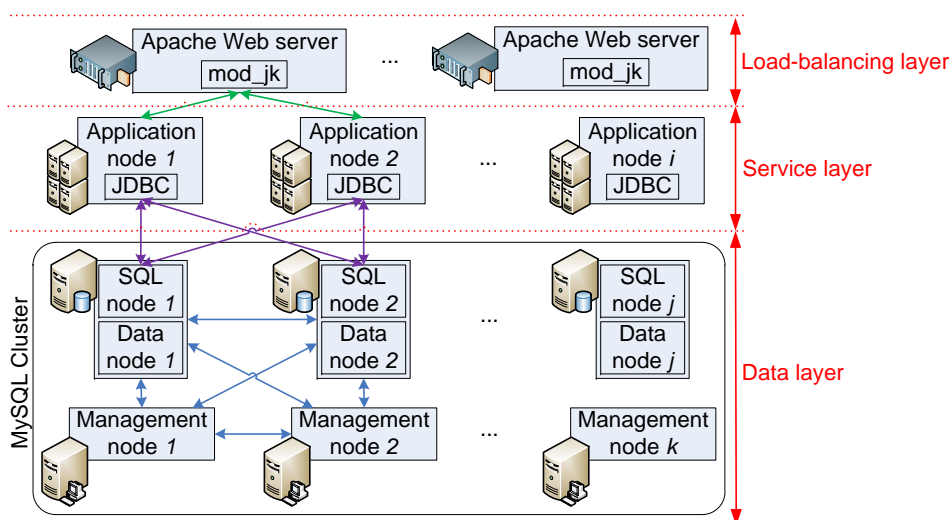 Apache Web server
mod_jk
...
Apache Web server
mod_jk
Load-balancing layer
Application
node 1
JDBC
Application
node 2
JDBC
...
Application
node i
JDBC
Service layer
MySQL Cluster
SQL
node 1
Data
node 1
SQL
node 2
Data
node 2
...
SQL
node j
Data
node j
Data layer
Management
node 1
Management
node 2
...
Management
node k